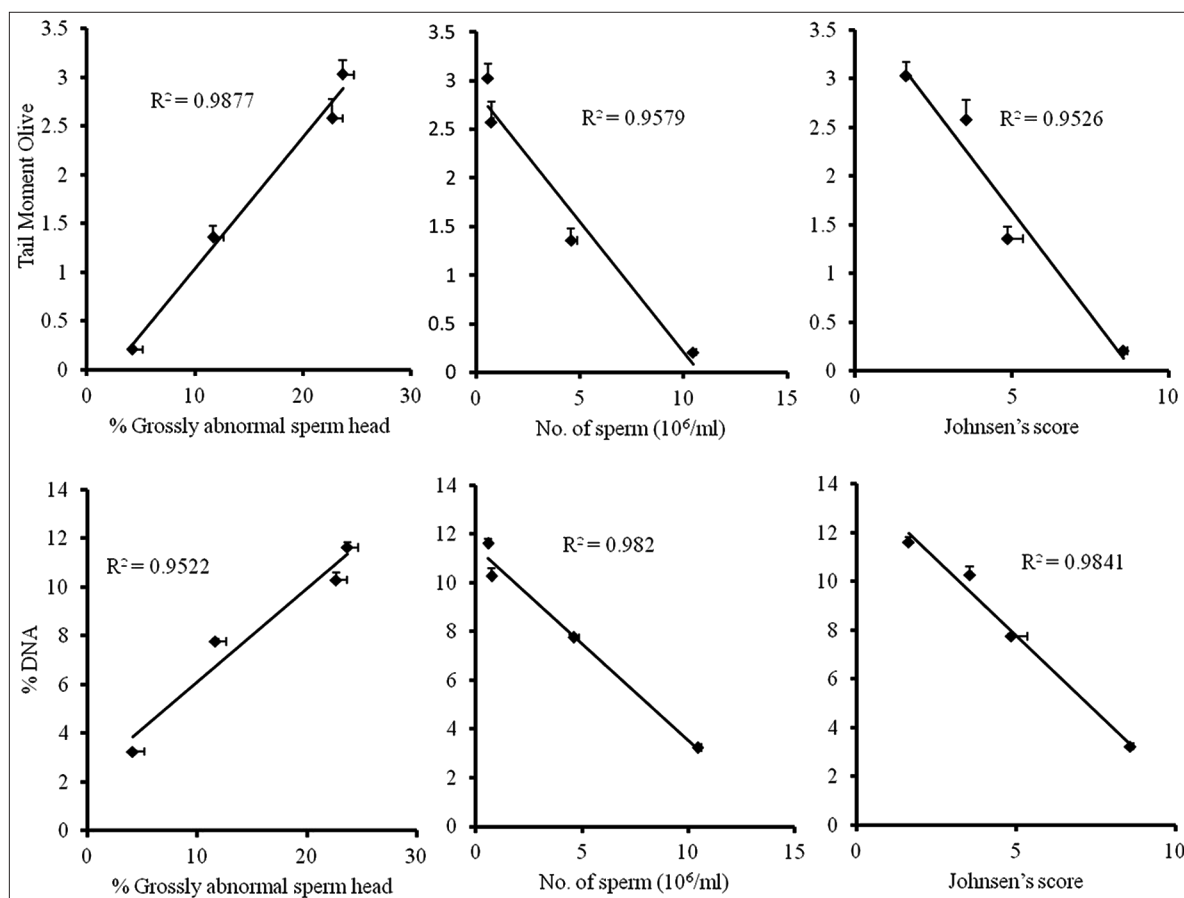 Tail Moment Olive
3.5
3
2.5
2
1.5
1
0.5
0
R² = 0.9877
0 10 20 30
% Grossly abnormal sperm head
3.5
3
2.5
2
1.5
1
0.5
0
R² = 0.9579
0 5 10 15
No. of sperm (10⁶/ml)
3.5
3
2.5
2
1.5
1
0.5
0
R² = 0.9526
0 5 10
Johnsen's score
% DNA
14
12
10
8
6
4
2
0
R² = 0.9522
0 10 20 30
% Grossly abnormal sperm head
14
12
10
8
6
4
2
0
R² = 0.982
0 5 10 15
No. of sperm (10⁶/ml)
14
12
10
8
6
4
2
0
R² = 0.9841
0 5 10
Johnsen's score